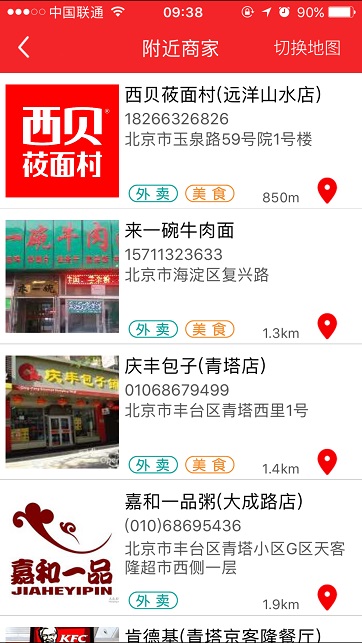 中国联通
09:38
90%
附近商家
切换地图
西贝
莜面村
西贝莜面村(远洋山水店)
18266326826
北京市玉泉路59号院1号楼
外卖 美食
850m
一碗牛肉
来一碗
来一碗牛肉面
15711323633
北京市海淀区复兴路
外卖 美食
1.3km
庆丰包子铺
庆丰包子(青塔店)
01068679499
北京市丰台区青塔西里1号
外卖 美食
1.4km
嘉和一品
JIAHEYIPIN
嘉和一品粥(大成路店)
(010)68695436
北京市丰台区青塔小区G区天客
隆超市西侧一层
外卖
1.9km
KFC
肯德基(青塔京客隆餐厅)